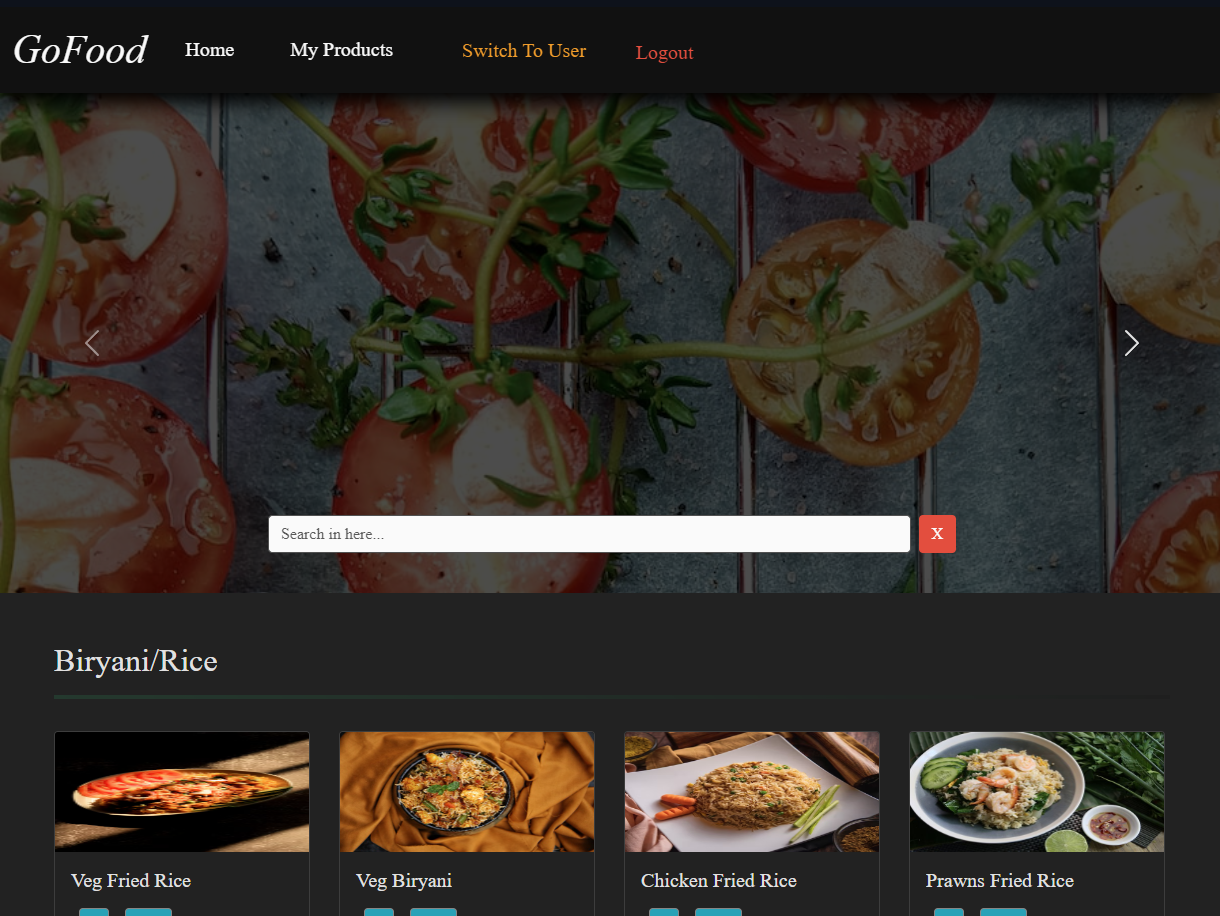 GoFood Home My Products Switch To User Logout
Search in here... X
Biryani/Rice
Veg Fried Rice Veg Biryani Chicken Fried Rice Prawns Fried Rice